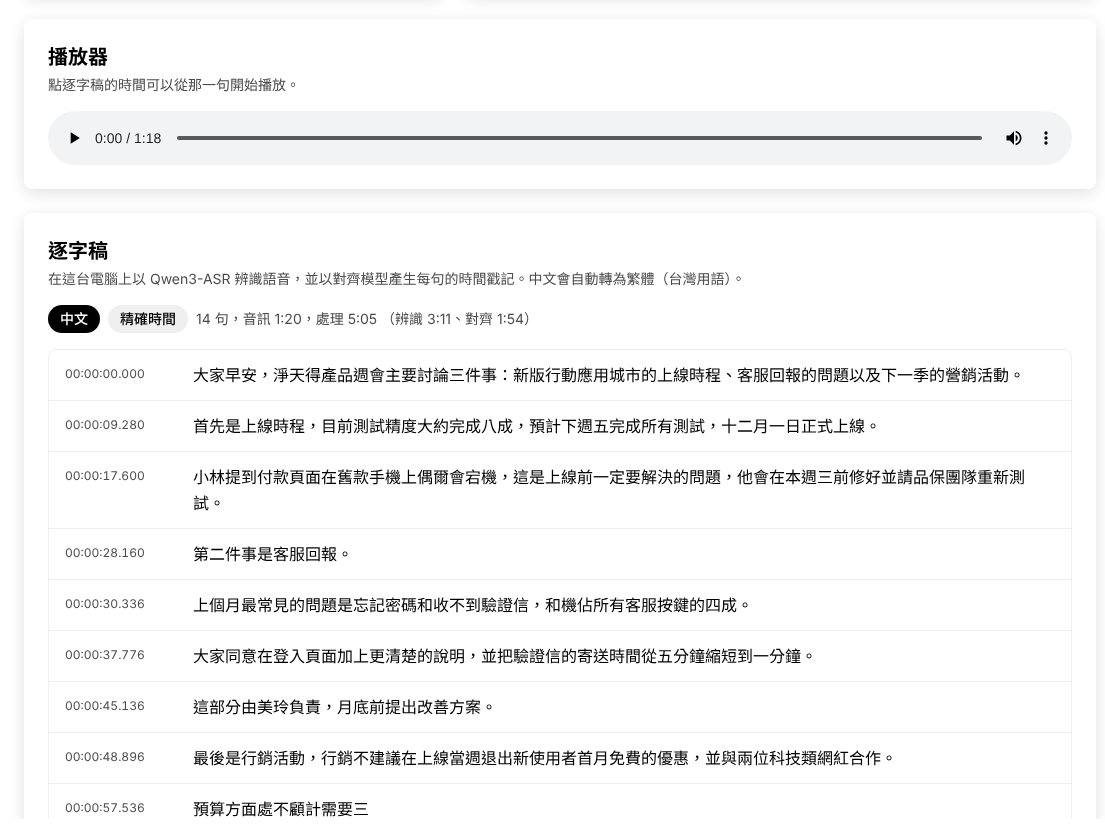 播放器
點逐字稿的時間可以從那一句開始播放。
0:00 / 1:18
逐字稿
在這台電腦上以 Qwen3-ASR 辨識語音，並以對齊模型產生每句的時間戳記。中文會自動轉為繁體（台灣用語）。
中文 精確時間 14 句，音訊 1:20，處理 5:05 （辨識 3:11、對齊 1:54）
00:00:00.000 大家早安，淨天得產品週會主要討論三件事：新版行動應用城市的上線時程、客服回報的問題以及下一季的營銷活動。
00:00:09.280 首先是上線時程，目前測試精度大約完成八成，預計下週五完成所有測試，十二月一日正式上線。
00:00:17.600 小林提到付款頁面在舊款手機上偶爾會宕機，這是上線前一定要解決的問題，他會在本週三前修好並請品保團隊重新測
試。
00:00:28.160 第二件事是客服回報。
00:00:30.336 上個月最常見的問題是忘記密碼和收不到驗證信，和機佔所有客服按鍵的四成。
00:00:37.776 大家同意在登入頁面加上更清楚的說明，並把驗證信的寄送時間從五分鐘縮短到一分鐘。
00:00:45.136 這部分由美玲負責，月底前提出改善方案。
00:00:48.896 最後是行銷活動，行銷不建議在上線當週退出新使用者首月免費的優惠，並與兩位科技類網紅合作。
00:00:57.536 預算方面處不顧計需要三